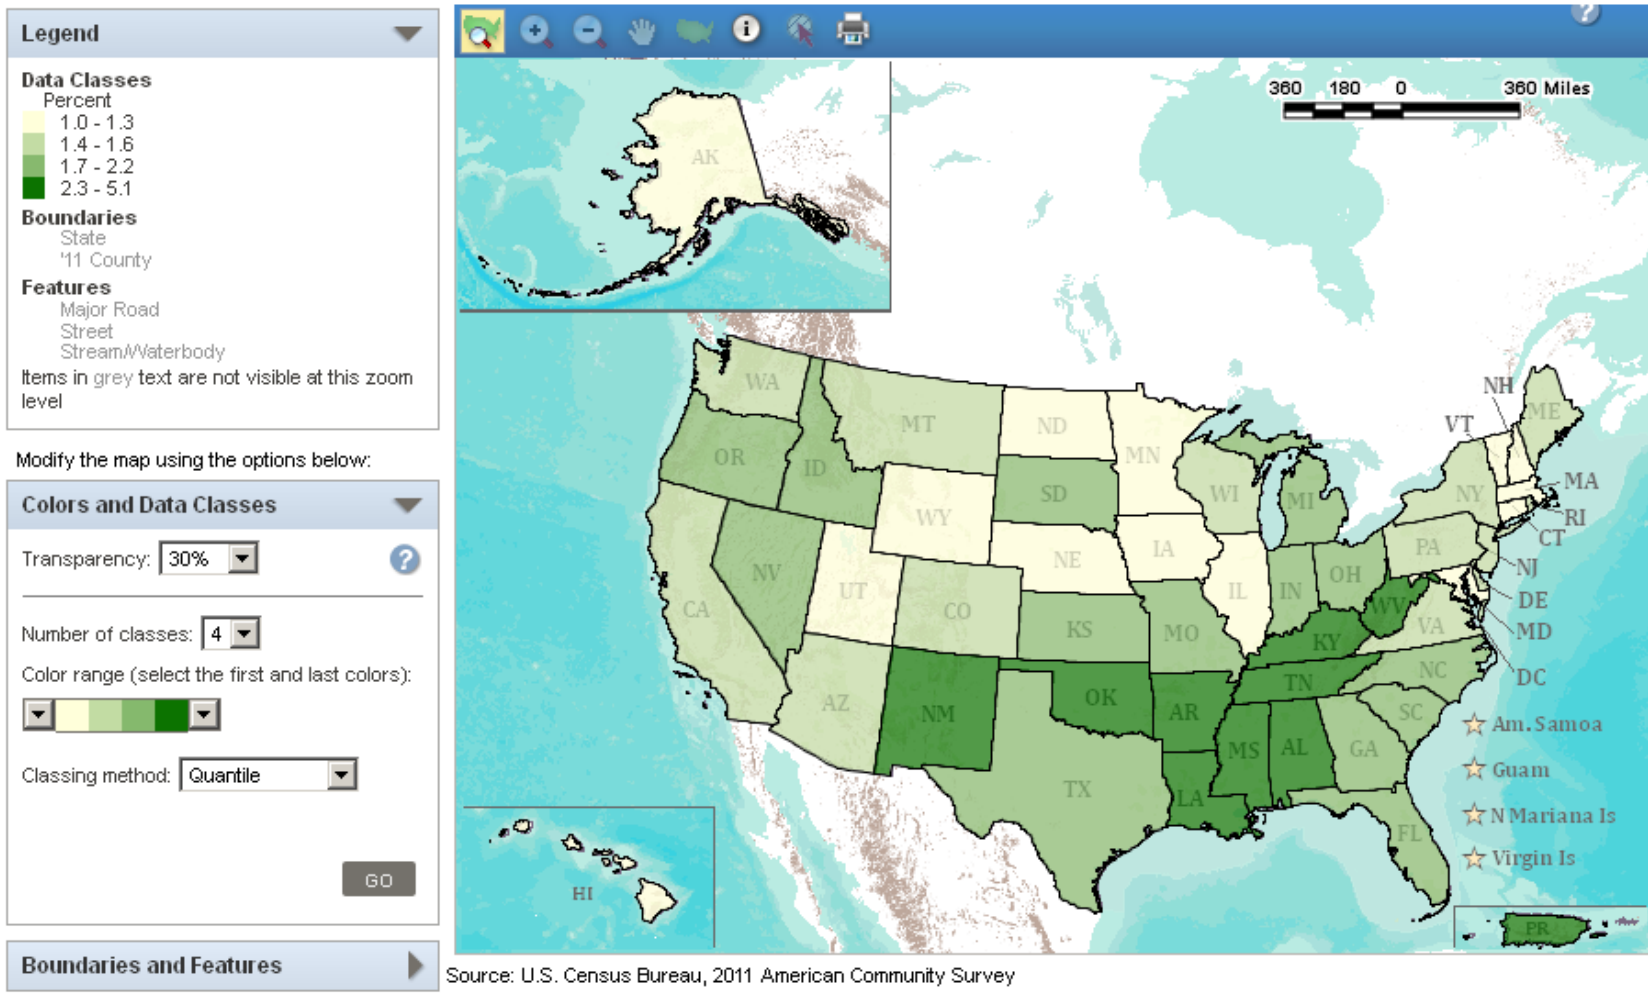 Legend
Data Classes
Percent
1.0 - 1.3
1.4 - 1.6
1.7 - 2.2
2.3 - 5.1
Boundaries
State
'11 County
Features
Major Road
Street
Stream/Waterbody
Items in grey text are not visible at this zoom
level
Modify the map using the options below:
Colors and Data Classes
Transparency: 30%
?
Number of classes: 4
Color range (select the first and last colors):
Classing method: Quantile
GO
Boundaries and Features
i
?
360 180 0 360 Miles
AK
WA
MT
ND
MN
OR
ID
SD
WI
MI
WY
NV
UT
NE
IA
CA
CO
IL
IN
OH
PA
NY
VT
NH
ME
MA
RI
CT
NJ
DE
MD
DC
KS
MO
KY
WV
VA
AZ
NM
OK
AR
TN
NC
SC
TX
LA
MS
AL
GA
FL
Am. Samoa
Guam
N Mariana Is
Virgin Is
HI
PR
Source: U.S. Census Bureau, 2011 American Community Survey